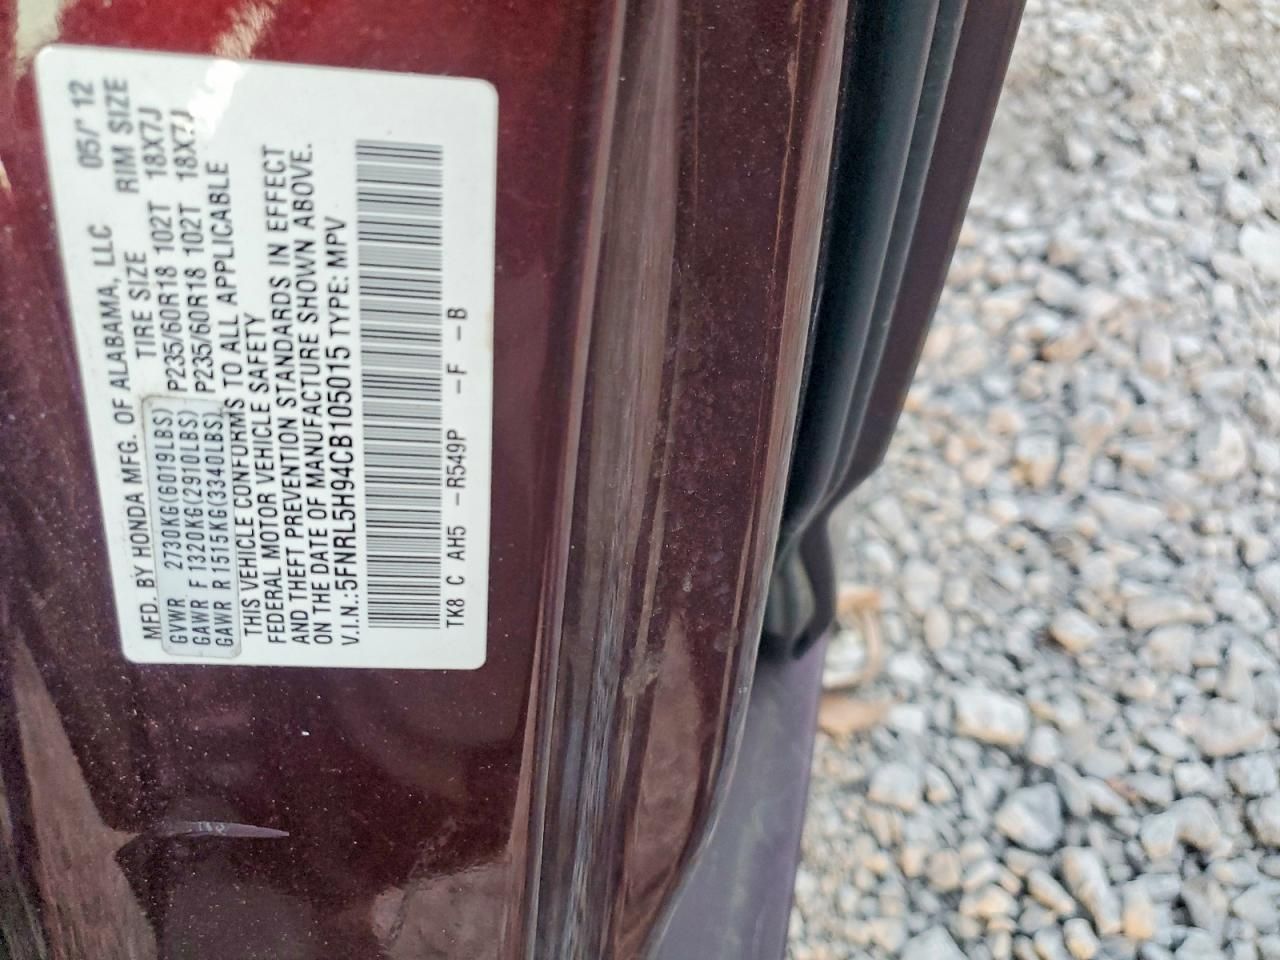 MFD. BY HONDA MFG. OF ALABAMA, LLC 05/'12
GVWR 2730KG(6019LBS) TIRE SIZE RIM SIZE
GAWR F 1320KG(2910LBS) P235/60R18 102T 18X7J
GAWR R 1515KG(3340LBS) P235/60R18 102T 18X7J
THIS VEHICLE CONFORMS TO ALL APPLICABLE
FEDERAL MOTOR VEHICLE SAFETY
AND THEFT PREVENTION STANDARDS IN EFFECT
ON THE DATE OF MANUFACTURE SHOWN ABOVE.
V.I.N.:5FNRL5H94CB105015 TYPE: MPV
TK8 C AH5 -R549P -F -B